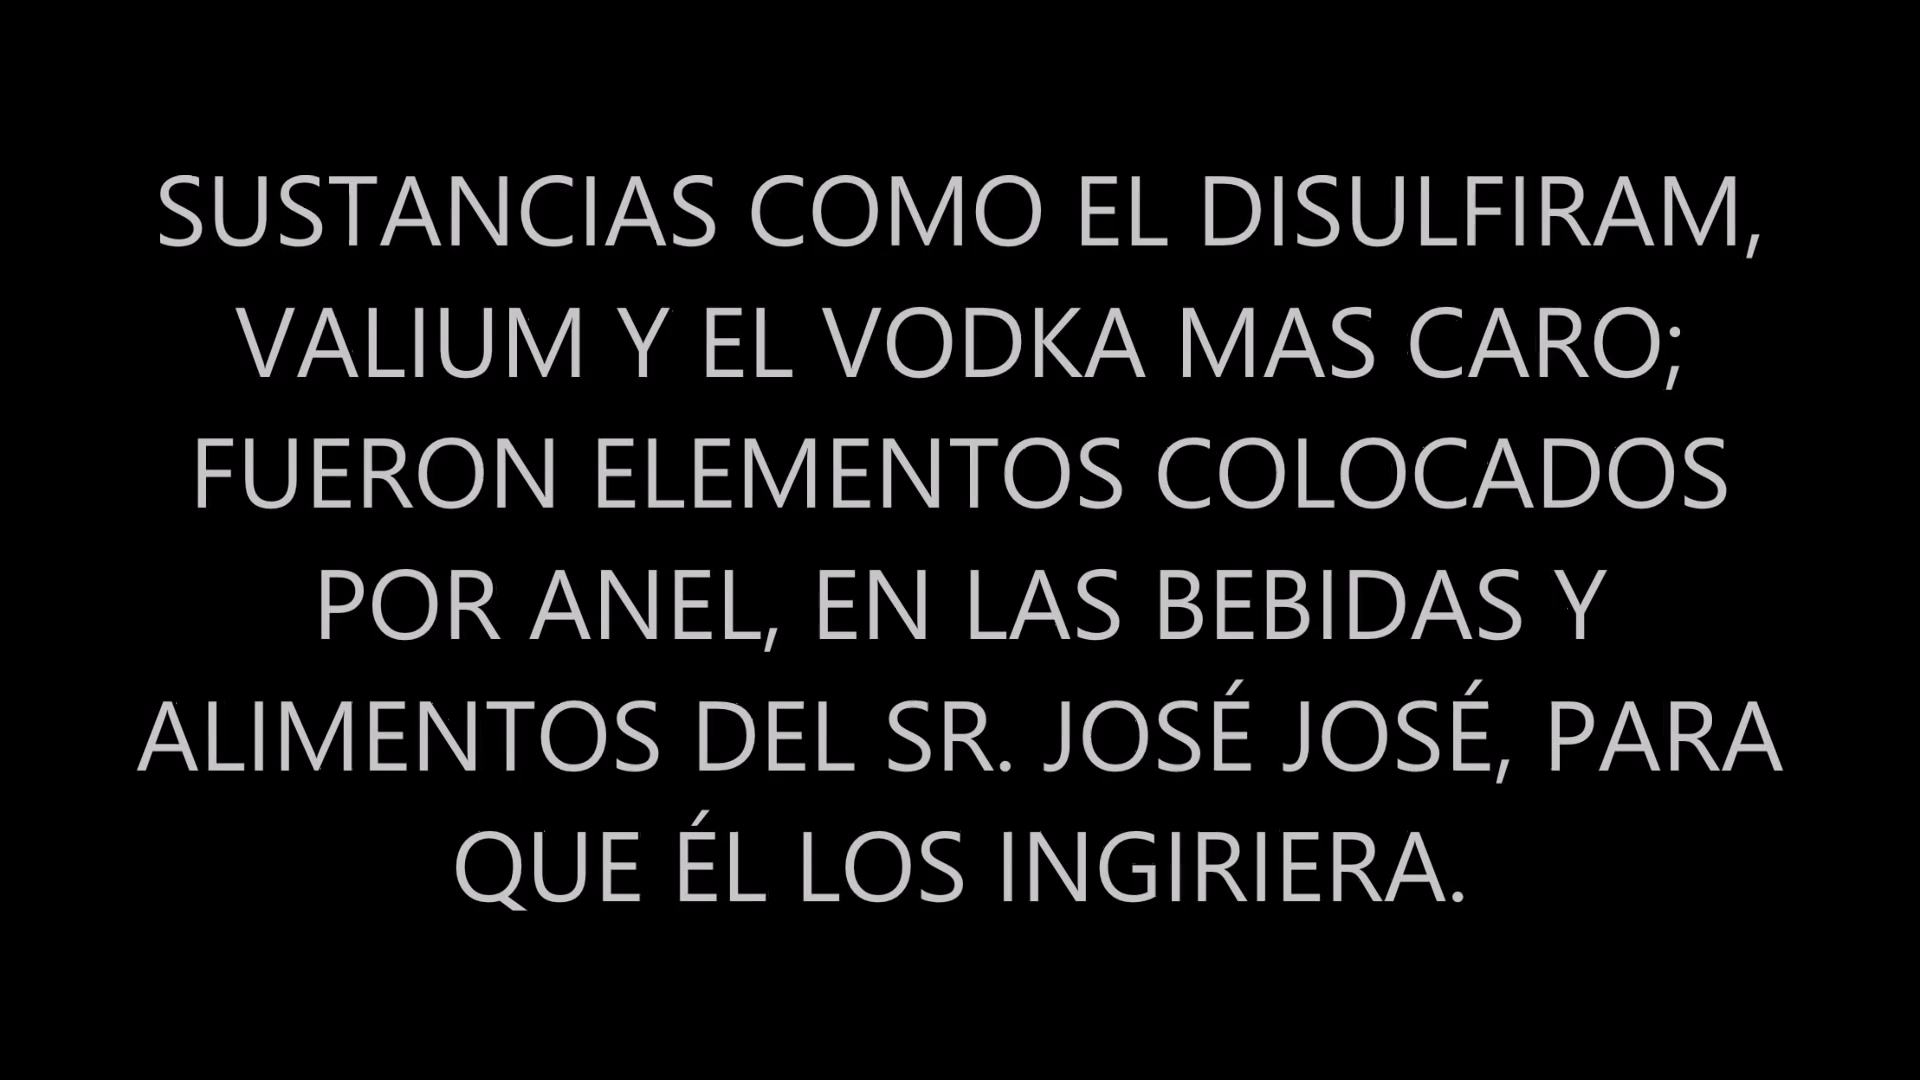 SUSTANCIAS COMO EL DISULFIRAM,
VALIUM Y EL VODKA MAS CARO;
FUERON ELEMENTOS COLOCADOS
POR ANEL, EN LAS BEBIDAS Y
ALIMENTOS DEL SR. JOSÉ JOSÉ, PARA
QUE ÉL LOS INGIRIERA.